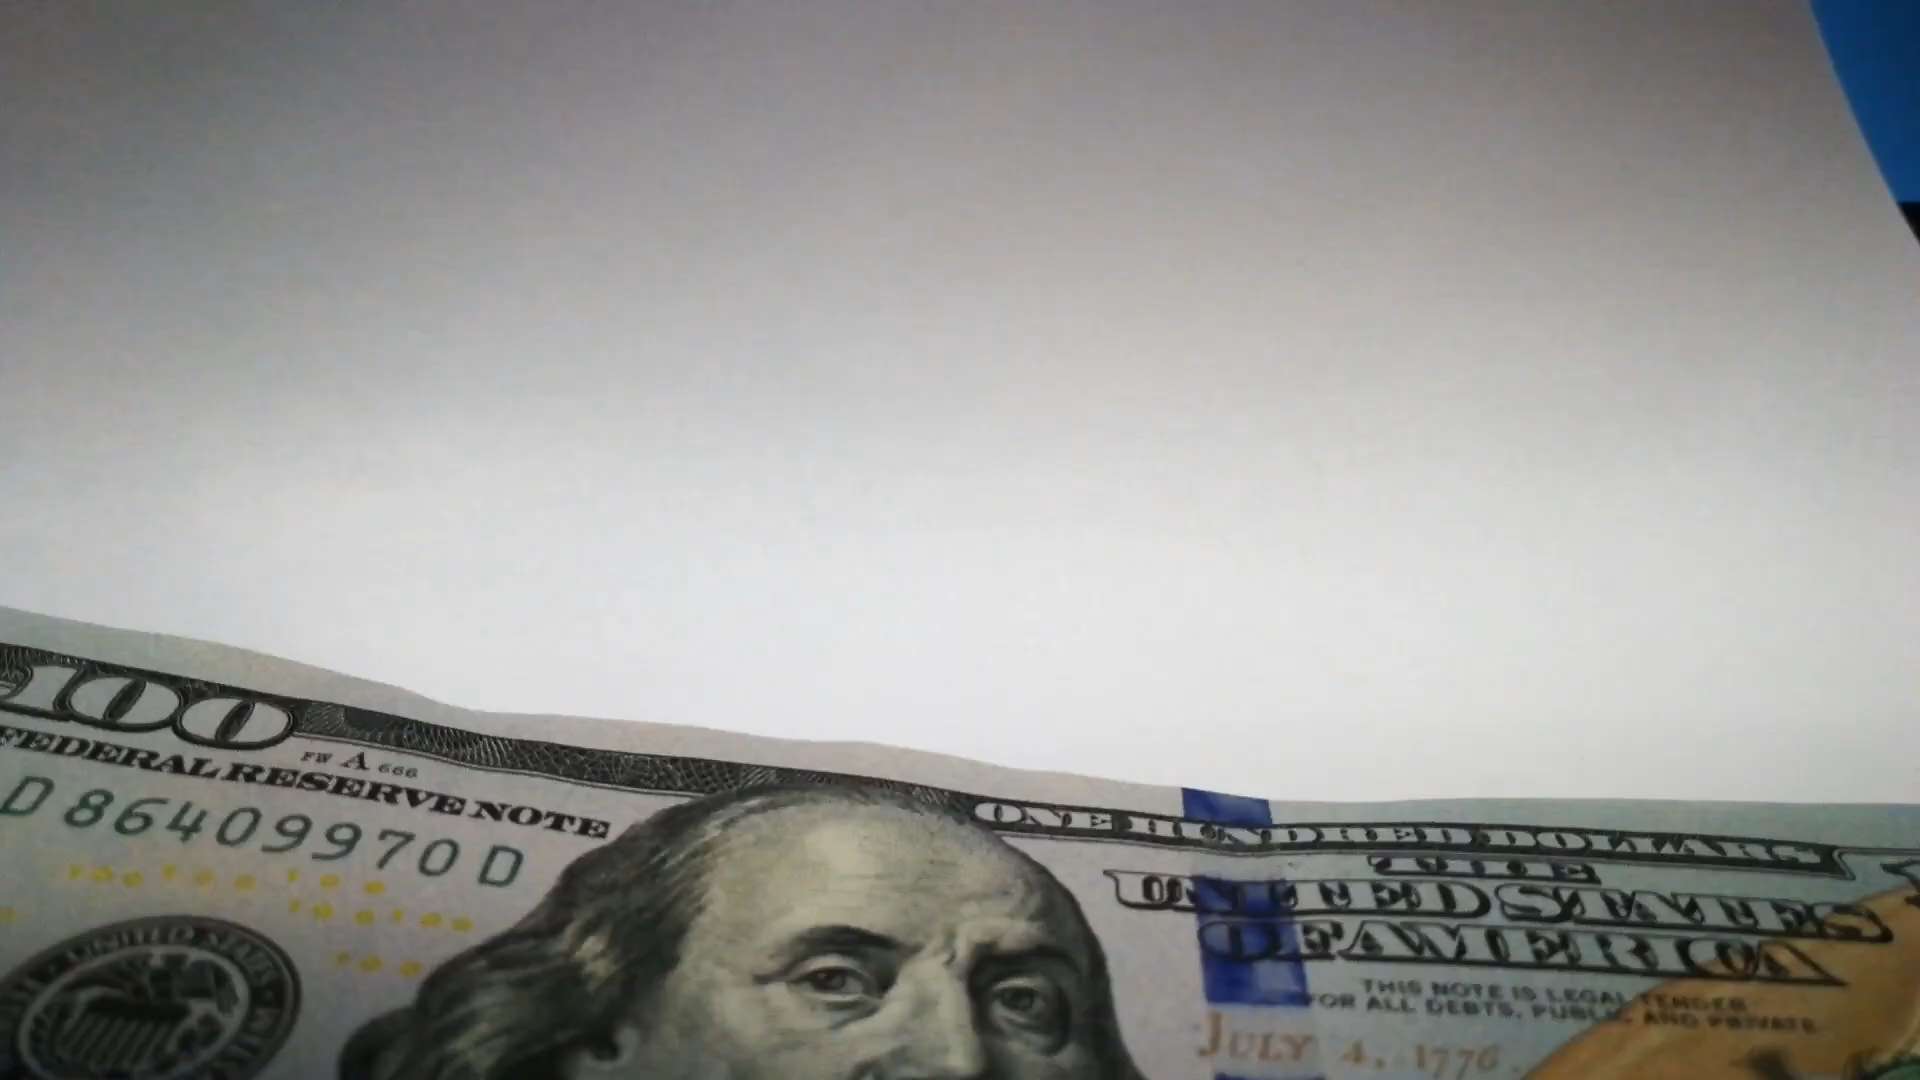 100
FEDERAL RESERVE NOTE
FW A 666
D 86409970 D
ONE HUNDRED DOLLARS
THE
UNITED STATES
OF AMERICA
THIS NOTE IS LEGAL TENDER
FOR ALL DEBTS, PUBLIC AND PRIVATE
JULY 4, 1776